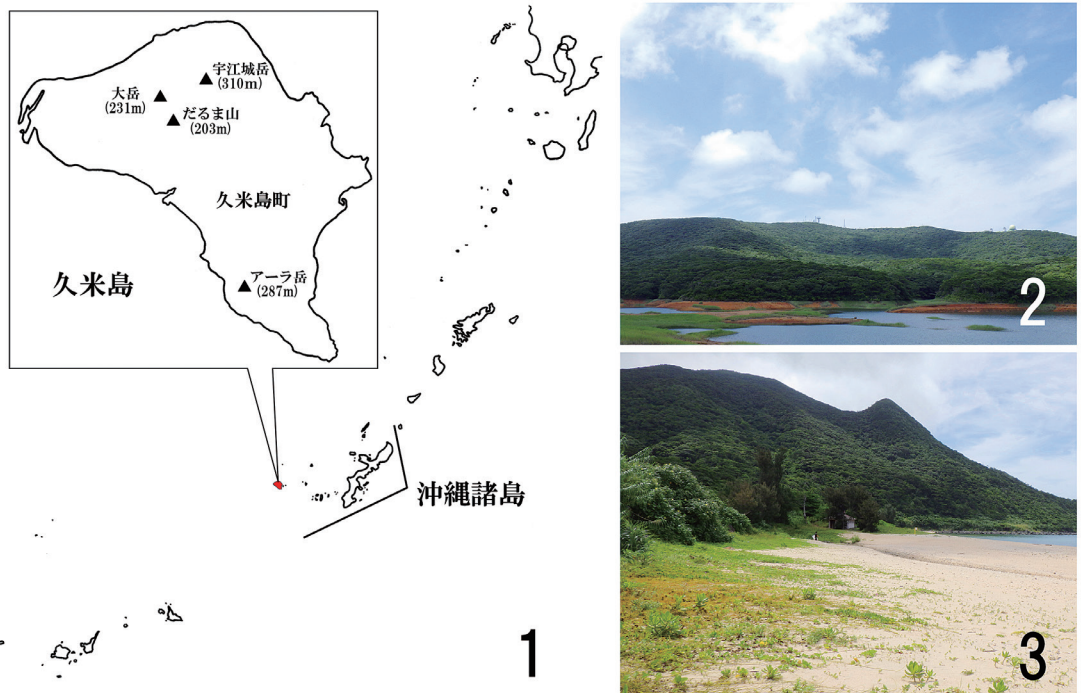 宇江城岳
(310m)
大岳
(231m)
だるま山
(203m)
久米島町
久米島
アーラ岳
(287m)
沖縄諸島
1
2
3